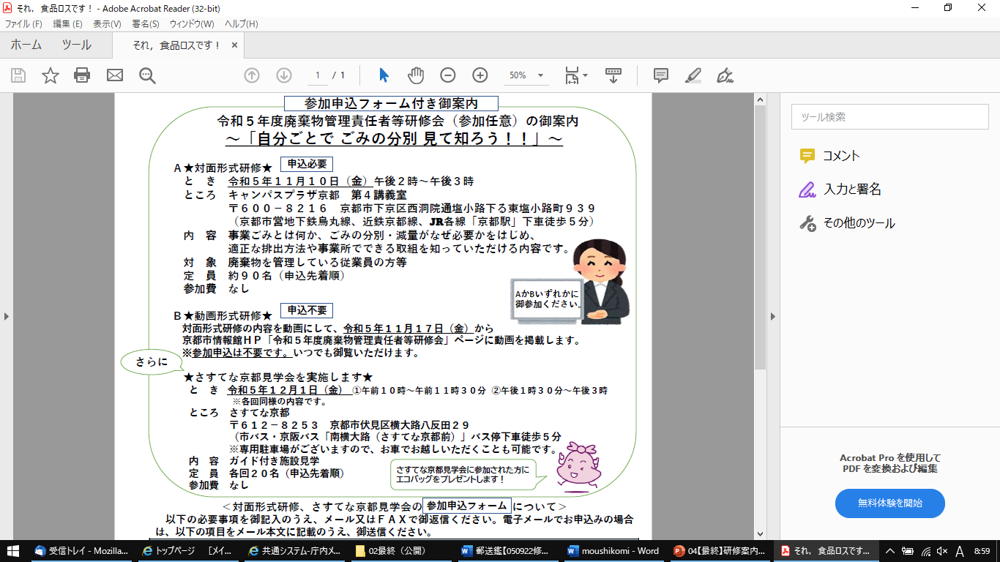 それ，食品ロスです！ - Adobe Acrobat Reader (32-bit)
ファイル(F) 編集(E) 表示(V) 署名(S) ウィンドウ(W) ヘルプ(H)
ホーム ツール それ，食品ロスです！ ×
1 / 1 50%
参加申込フォーム付き御案内
令和５年度廃棄物管理責任者等研修会（参加任意）の御案内
～「自分ごとで ごみの分別 見て知ろう！！」～
Ａ★対面形式研修★ 申込必要
と き 令和５年１１月１０日（金）午後２時～午後３時
ところ キャンパスプラザ京都 第４講義室
〒６００－８２１６ 京都市下京区西洞院通塩小路下る東塩小路町９３９
（京都市営地下鉄烏丸線、近鉄京都線、JR各線「京都駅」下車徒歩５分）
内 容 事業ごみとは何か、ごみの分別・減量がなぜ必要かをはじめ、
適正な排出方法や事業所でできる取組を知っていただける内容です。
対 象 廃棄物を管理している従業員の方等
定 員 約９０名（申込先着順）
参加費 なし
AかBいずれかに
御参加ください。
Ｂ★動画形式研修★ 申込不要
対面形式研修の内容を動画にして、令和５年１１月１７日（金）から
京都市情報館ＨＰ「令和５年度廃棄物管理責任者等研修会」ページに動画を掲載します。
※参加申込は不要です。いつでも御覧いただけます。
さらに
★さすてな京都見学会を実施します★
と き 令和５年１２月１日（金） ①午前１０時～午前１１時３０分 ②午後１時３０分～午後３時
※各回同様の内容です。
ところ さすてな京都
〒６１２－８２５３ 京都市伏見区横大路八反田２９
（市バス・京阪バス「南横大路（さすてな京都前）」バス停下車徒歩５分
※専用駐車場がございますので、お車でお越しいただくことも可能です。
内 容 ガイド付き施設見学
定 員 各回２０名（申込先着順）
参加費 なし
さすてな京都見学会に参加された方に
エコバッグをプレゼントします！
＜対面形式研修、さすてな京都見学会の参加申込フォームについて＞
以下の必要事項を御記入のうえ、メール又はＦＡＸで御返信ください。電子メールでお申込みの場合
は、以下の項目をメール本文に記載のうえ、御送信ください。
ツール検索
コメント
入力と署名
その他のツール
Acrobat Pro を使用して
PDF を変換および編集
無料体験を開始
受信トレイ - Mozilla... トップページ ［メイ... 共通システム-庁内メ... 02最終（公開） 郵送鑑【050922修... moushikomi - Word 04【最終】研修案内... それ，食品ロスです... A 8:59